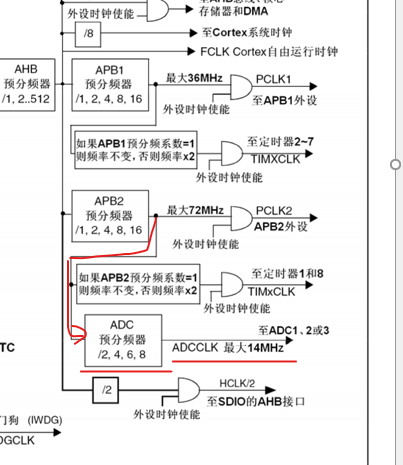 外设时钟使能
存储器和DMA
/8
至Cortex系统时钟
FCLK Cortex自由运行时钟
AHB
预分频器
/1, 2..512
APB1
预分频器
/1, 2, 4, 8, 16
最大36MHz
PCLK1
至APB1外设
外设时钟使能
如果APB1预分频系数=1
则频率不变，否则频率x2
至定时器2~7
TIMXCLK
外设时钟使能
APB2
预分频器
/1, 2, 4, 8, 16
最大72MHz
PCLK2
APB2外设
外设时钟使能
如果APB2预分频系数=1
则频率不变，否则频率x2
至定时器1和8
TIMxCLK
外设时钟使能
ADC
预分频器
/2, 4, 6, 8
至ADC1、2或3
ADCCLK 最大14MHz
TC
/2
HCLK/2
至SDIO的AHB接口
外设时钟使能
门狗 (IWDG)
DGCLK